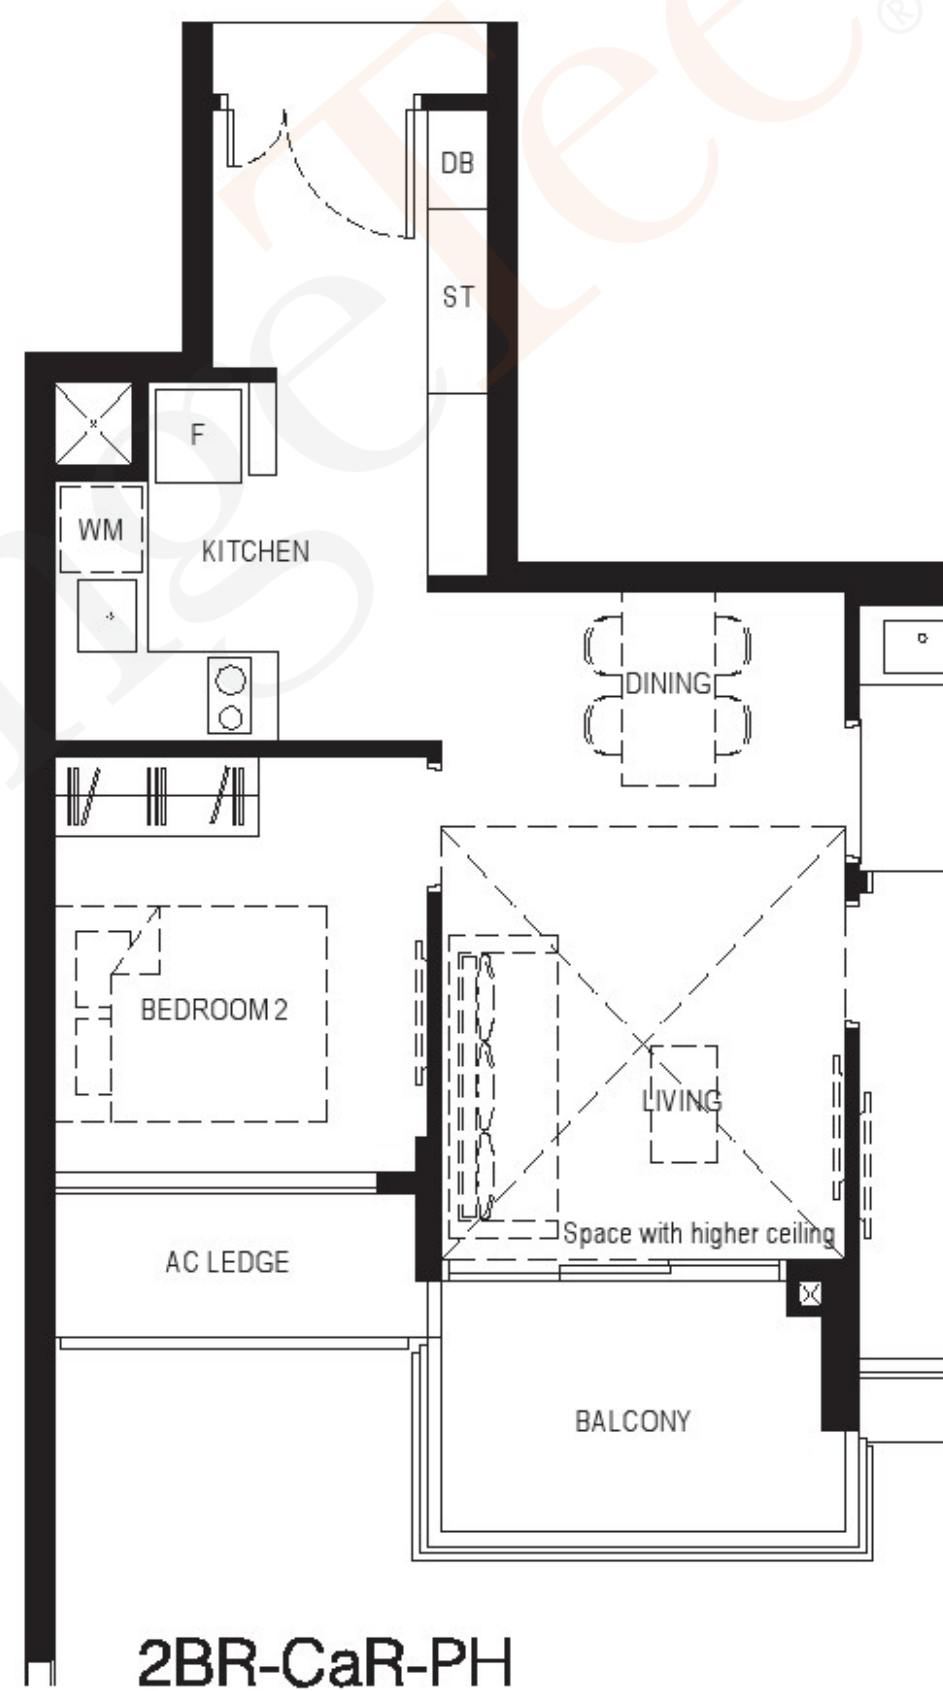 ®
DB
ST
F
WM
KITCHEN
DINING
BEDROOM 2
LIVING
Space with higher ceiling
AC LEDGE
BALCONY
2BR-CaR-PH